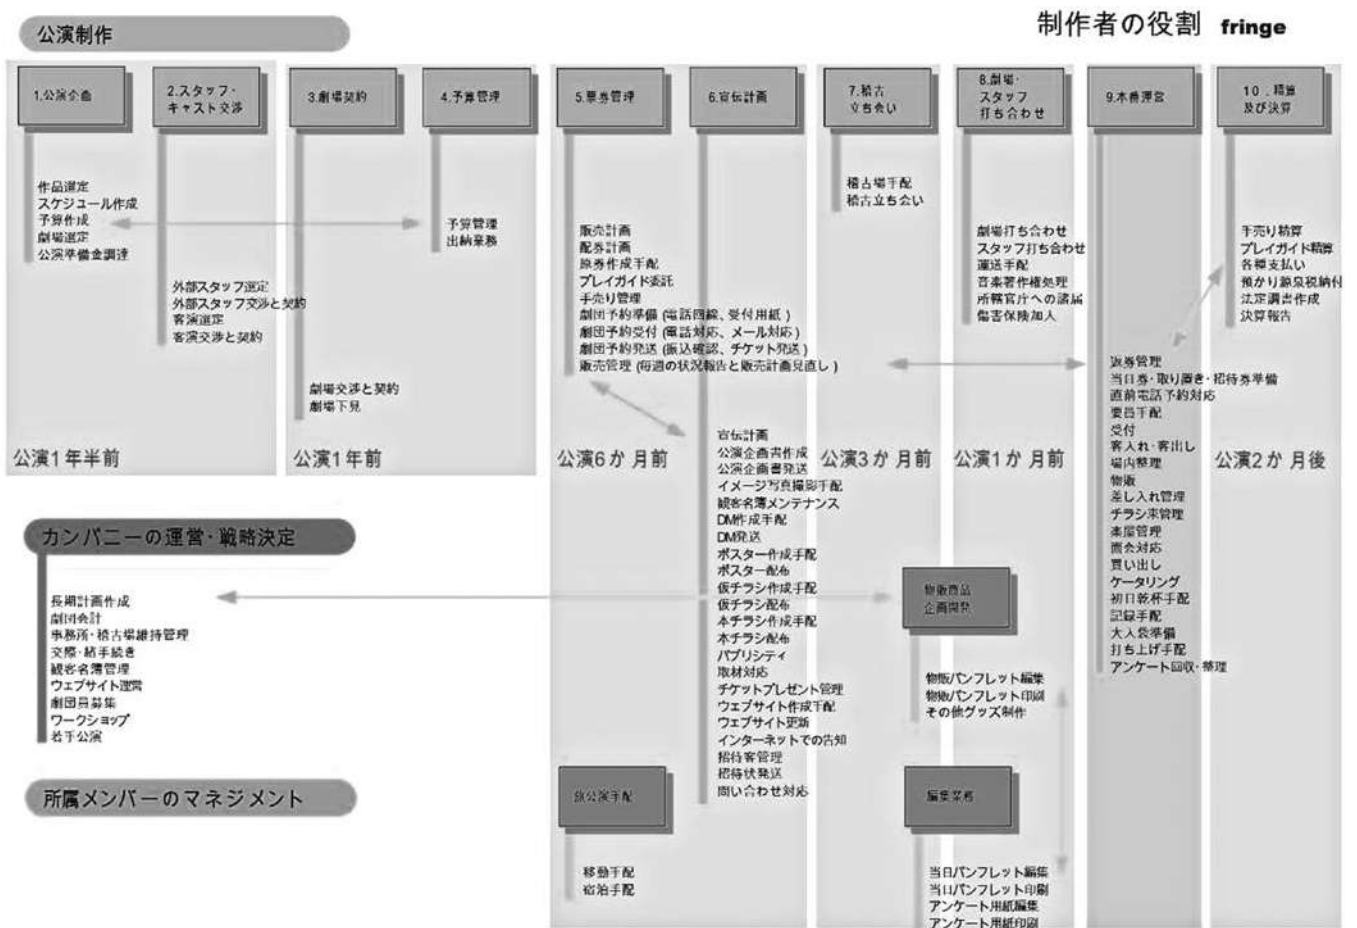 制作者の役割 fringe
公演制作
1.公演企画
2.スタッフ・
キャスト交渉
3.劇場契約
4.予算管理
5.票券管理
6.宣伝計画
7.稽古
立ち会い
8.劇場・
スタッフ
打ち合わせ
9.本番運営
10.精算
及び決算
作品選定
スケジュール作成
予算作成
劇場選定
公演準備金調達
外部スタッフ選定
外部スタッフ交渉と契約
客演選定
客演交渉と契約
公演1年半前
劇場交渉と契約
劇場下見
公演1年前
予算管理
出納業務
販売計画
配券計画
原券作成手配
プレイガイド委託
手売り管理
劇団予約準備 (電話回線、受付用紙)
劇団予約受付 (電話対応、メール対応)
劇団予約発送 (振込確認、チケット発送)
販売管理 (毎週の状況報告と販売計画見直し)
公演6か月前
宣伝計画
公演企画書作成
公演企画書発送
イメージ写真撮影手配
観客名簿メンテナンス
DM作成手配
DM発送
ポスター作成手配
ポスター配布
仮チラシ作成手配
仮チラシ配布
本チラシ作成手配
本チラシ配布
パブリシティ
取材対応
チケットプレゼント管理
ウェブサイト作成手配
ウェブサイト更新
インターネットでの告知
招待客管理
招待状発送
問い合わせ対応
稽古場手配
稽古立ち会い
公演3か月前
劇場打ち合わせ
スタッフ打ち合わせ
運送手配
音楽著作権処理
所轄官庁への諸届
傷害保険加入
公演1か月前
票券管理
当日券・取り置き・招待券準備
直前電話予約対応
要員手配
受付
客入れ・客出し
場内整理
物販
差し入れ管理
チラシ束管理
楽屋管理
面会対応
買い出し
ケータリング
初日乾杯手配
記録手配
大入袋準備
打ち上げ手配
アンケート回収・整理
手売り精算
プレイガイド精算
各種支払い
預かり源泉税納付
法定調書作成
決算報告
公演2か月後
カンパニーの運営・戦略決定
長期計画作成
劇団会計
事務所・稽古場維持管理
交際・諸手続き
観客名簿管理
ウェブサイト運営
劇団員募集
ワークショップ
若手公演
所属メンバーのマネジメント
旅公演手配
移動手配
宿泊手配
物販商品
企画開発
物販パンフレット編集
物販パンフレット印刷
その他グッズ制作
編集業務
当日パンフレット編集
当日パンフレット印刷
アンケート用紙編集
アンケート用紙印刷